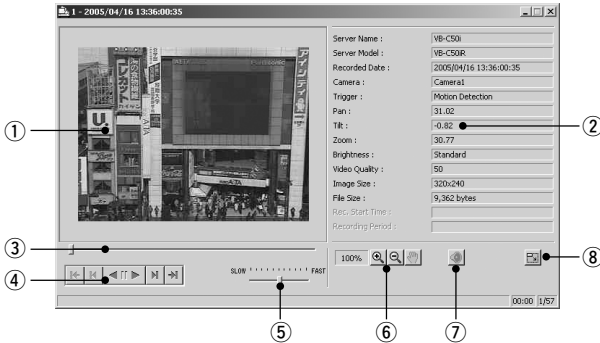 1 - 2005/04/16 13:36:00:35
Server Name : VB-C50i
Server Model : VB-C50iR
Recorded Date : 2005/04/16 13:36:00:35
Camera : Camera1
Trigger : Motion Detection
Pan : 31.02
Tilt : -0.82
Zoom : 30.77
Brightness : Standard
Video Quality : 50
Image Size : 320x240
File Size : 9,362 bytes
Rec. Start Time :
Recording Period :
U.
ALTA
①
②
③
④
SLOW FAST
⑤
100%
⑥
⑦
⑧
00:00 1/57